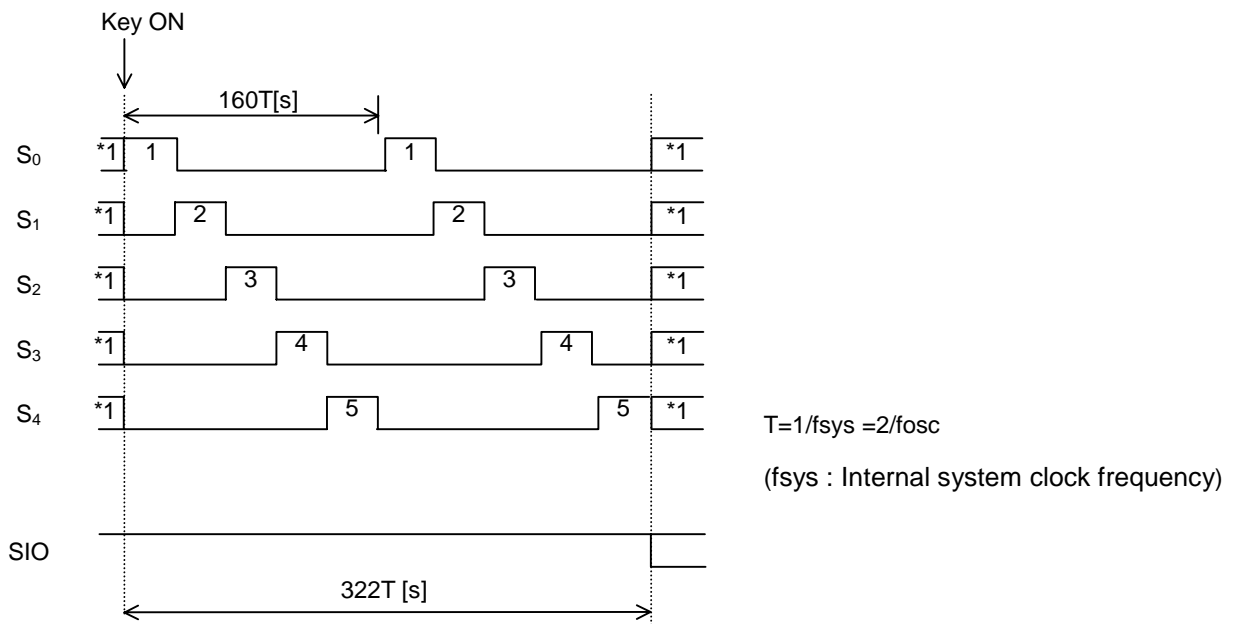 Key ON
160T[s]
S₀ *1 1 1 *1
S₁ *1 2 2 *1
S₂ *1 3 3 *1
S₃ *1 4 4 *1
S₄ *1 5 5 *1
T=1/fsys =2/fosc
(fsys : Internal system clock frequency)
SIO
322T [s]